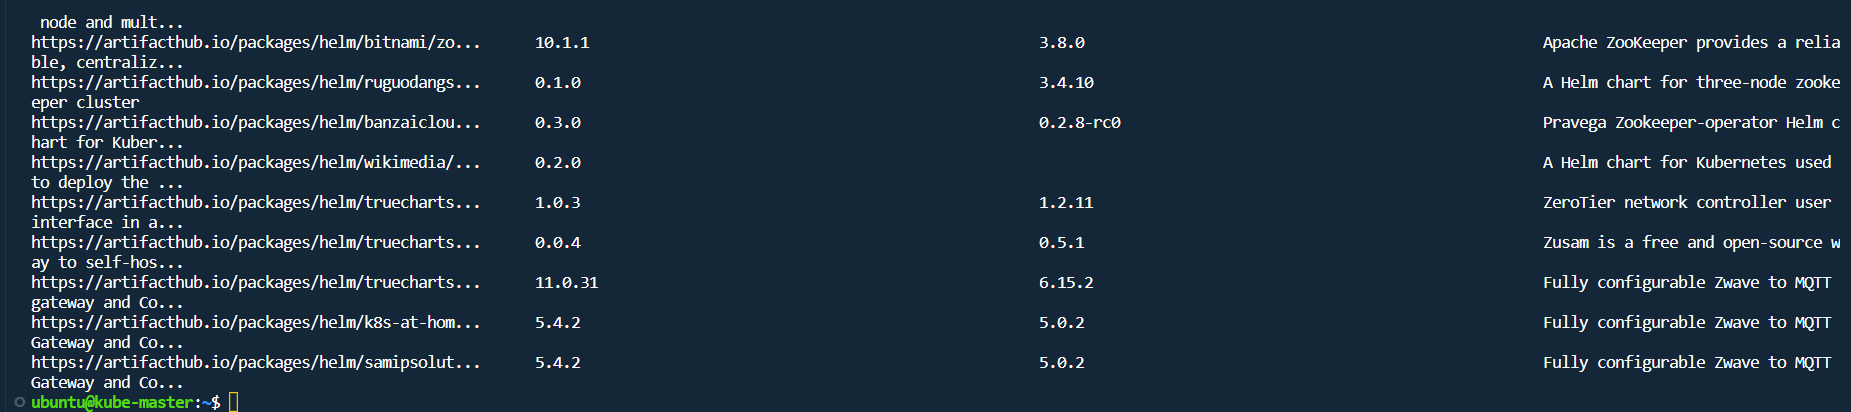 node and mult...
https://artifacthub.io/packages/helm/bitnami/zo... 10.1.1 3.8.0 Apache ZooKeeper provides a relia
ble, centraliz...
https://artifacthub.io/packages/helm/ruguodangs... 0.1.0 3.4.10 A Helm chart for three-node zooke
eper cluster
https://artifacthub.io/packages/helm/banzaiclou... 0.3.0 0.2.8-rc0 Pravega Zookeeper-operator Helm c
hart for Kuber...
https://artifacthub.io/packages/helm/wikimedia/... 0.2.0 A Helm chart for Kubernetes used
to deploy the ...
https://artifacthub.io/packages/helm/truecharts... 1.0.3 1.2.11 ZeroTier network controller user
interface in a...
https://artifacthub.io/packages/helm/truecharts... 0.0.4 0.5.1 Zusam is a free and open-source w
ay to self-hos...
https://artifacthub.io/packages/helm/truecharts... 11.0.31 6.15.2 Fully configurable Zwave to MQTT
gateway and Co...
https://artifacthub.io/packages/helm/k8s-at-hom... 5.4.2 5.0.2 Fully configurable Zwave to MQTT
Gateway and Co...
https://artifacthub.io/packages/helm/samipsolut... 5.4.2 5.0.2 Fully configurable Zwave to MQTT
Gateway and Co...
ubuntu@kube-master:~$